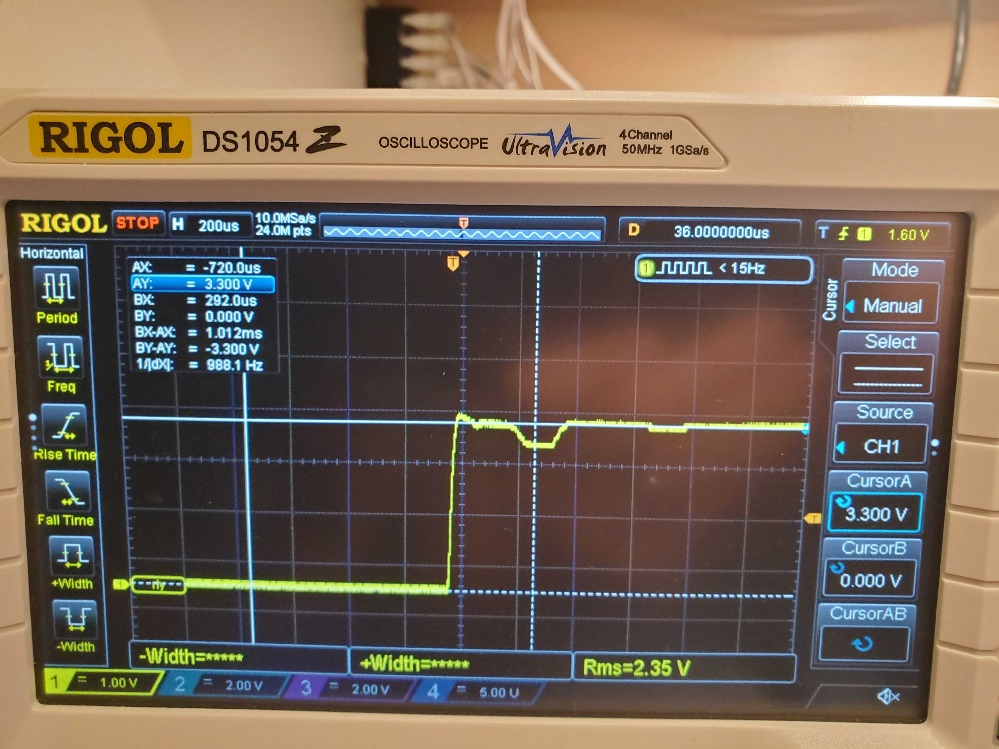 RIGOL DS1054Z OSCILLOSCOPE UltraVision 4 Channel
50MHz 1GSa/s
RIGOL STOP H 200us 10.0MSa/s
24.0M pts
D 36.0000000us T 1 1.60 V
Horizontal
Period
Freq
Rise Time
Fall Time
+Width
-Width
AX: = -720.0us
AY: = 3.300 V
BX: = 292.0us
BY: = 0.000 V
BX-AX: = 1.012ms
BY-AY: = -3.300 V
1/|dX|: = 988.1 Hz
T
1 < 15Hz
T
1
-Width=***** +Width=***** Rms=2.35 V
1 = 1.00 V 2 = 2.00 V 3 = 2.00 V 4 = 5.00 U
Cursor
Mode
Manual
Select
Source
CH1
CursorA
3.300 V
CursorB
0.000 V
CursorAB